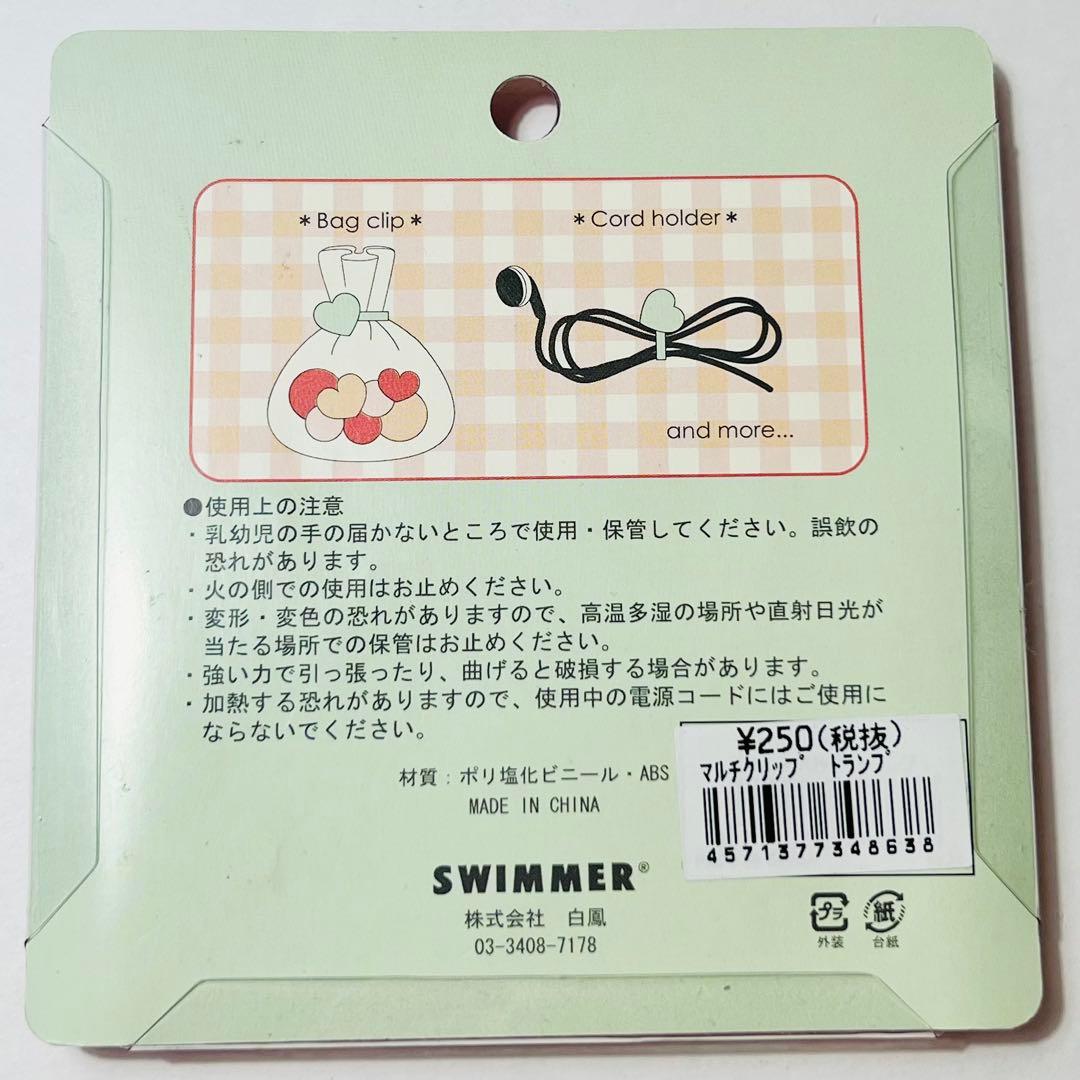 ＊Bag clip＊
＊Cord holder＊
and more...
●使用上の注意
・乳幼児の手の届かないところで使用・保管してください。誤飲の
恐れがあります。
・火の側での使用はお止めください。
・変形・変色の恐れがありますので、高温多湿の場所や直射日光が
当たる場所での保管はお止めください。
・強い力で引っ張ったり、曲げると破損する場合があります。
・加熱する恐れがありますので、使用中の電源コードにはご使用に
ならないでください。
材質：ポリ塩化ビニール・ABS
MADE IN CHINA
¥250(税抜)
マルチクリップ トランプ
4571377348638
SWIMMER®
株式会社 白鳳
03-3408-7178
プラ
外装
紙
台紙